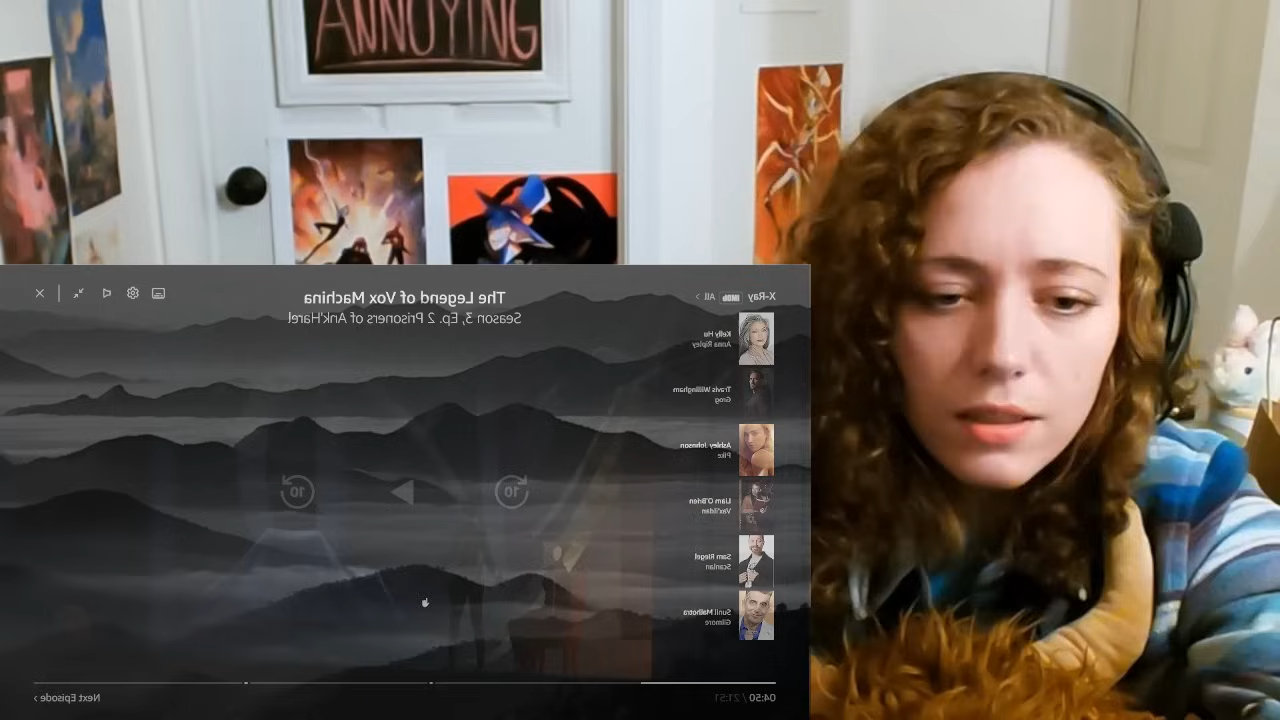 ANNOYING
The Legend of Vox Machina
Season 3, Ep. 2 Prisoners of Ank'Harel
X-Ray IMDb All ›
Kelly Hu
Anna Ripley
Travis Willingham
Grog
Ashley Johnson
Pike
Liam O'Brien
Vax'ildan
Sam Riegel
Scanlan
Sunil Malhotra
Gilmore
10
10
04:50 / 21:51
Next Episode ›